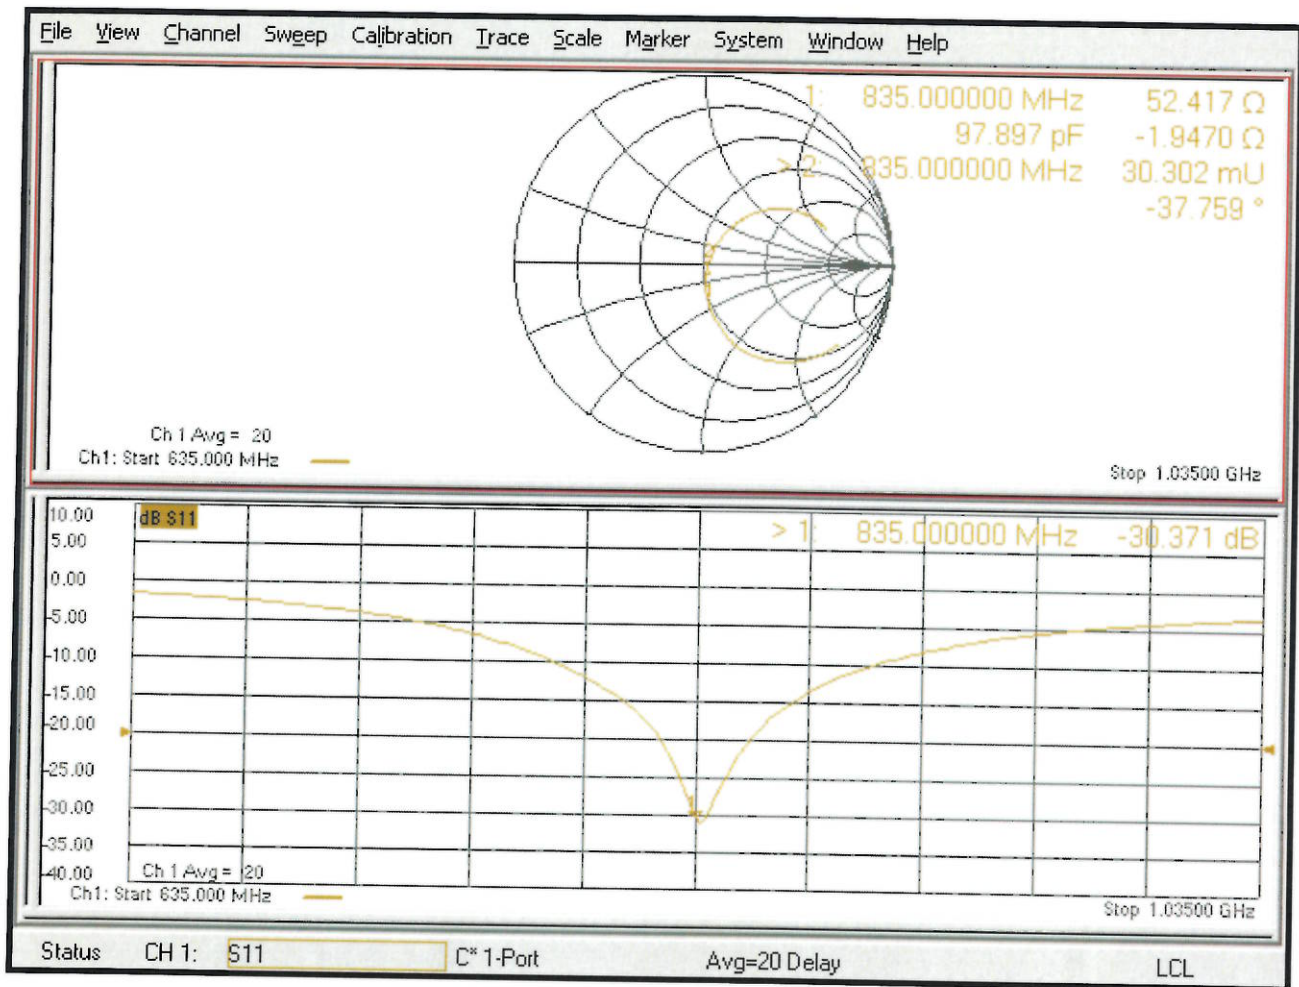 File View Channel Sweep Calibration Trace Scale Marker System Window Help
1: 835.000000 MHz 52.417 Ω
97.897 pF -1.9470 Ω
> 2: 835.000000 MHz 30.302 mU
-37.759 °
Ch 1 Avg = 20
Ch1: Start 635.000 MHz
Stop 1.03500 GHz
10.00
dB S11
> 1: 835.000000 MHz -30.371 dB
5.00
0.00
-5.00
-10.00
-15.00
-20.00
-25.00
-30.00
-35.00
-40.00
Ch 1 Avg = 20
Ch1: Start 635.000 MHz
Stop 1.03500 GHz
Status CH 1: S11 C* 1-Port Avg=20 Delay LCL